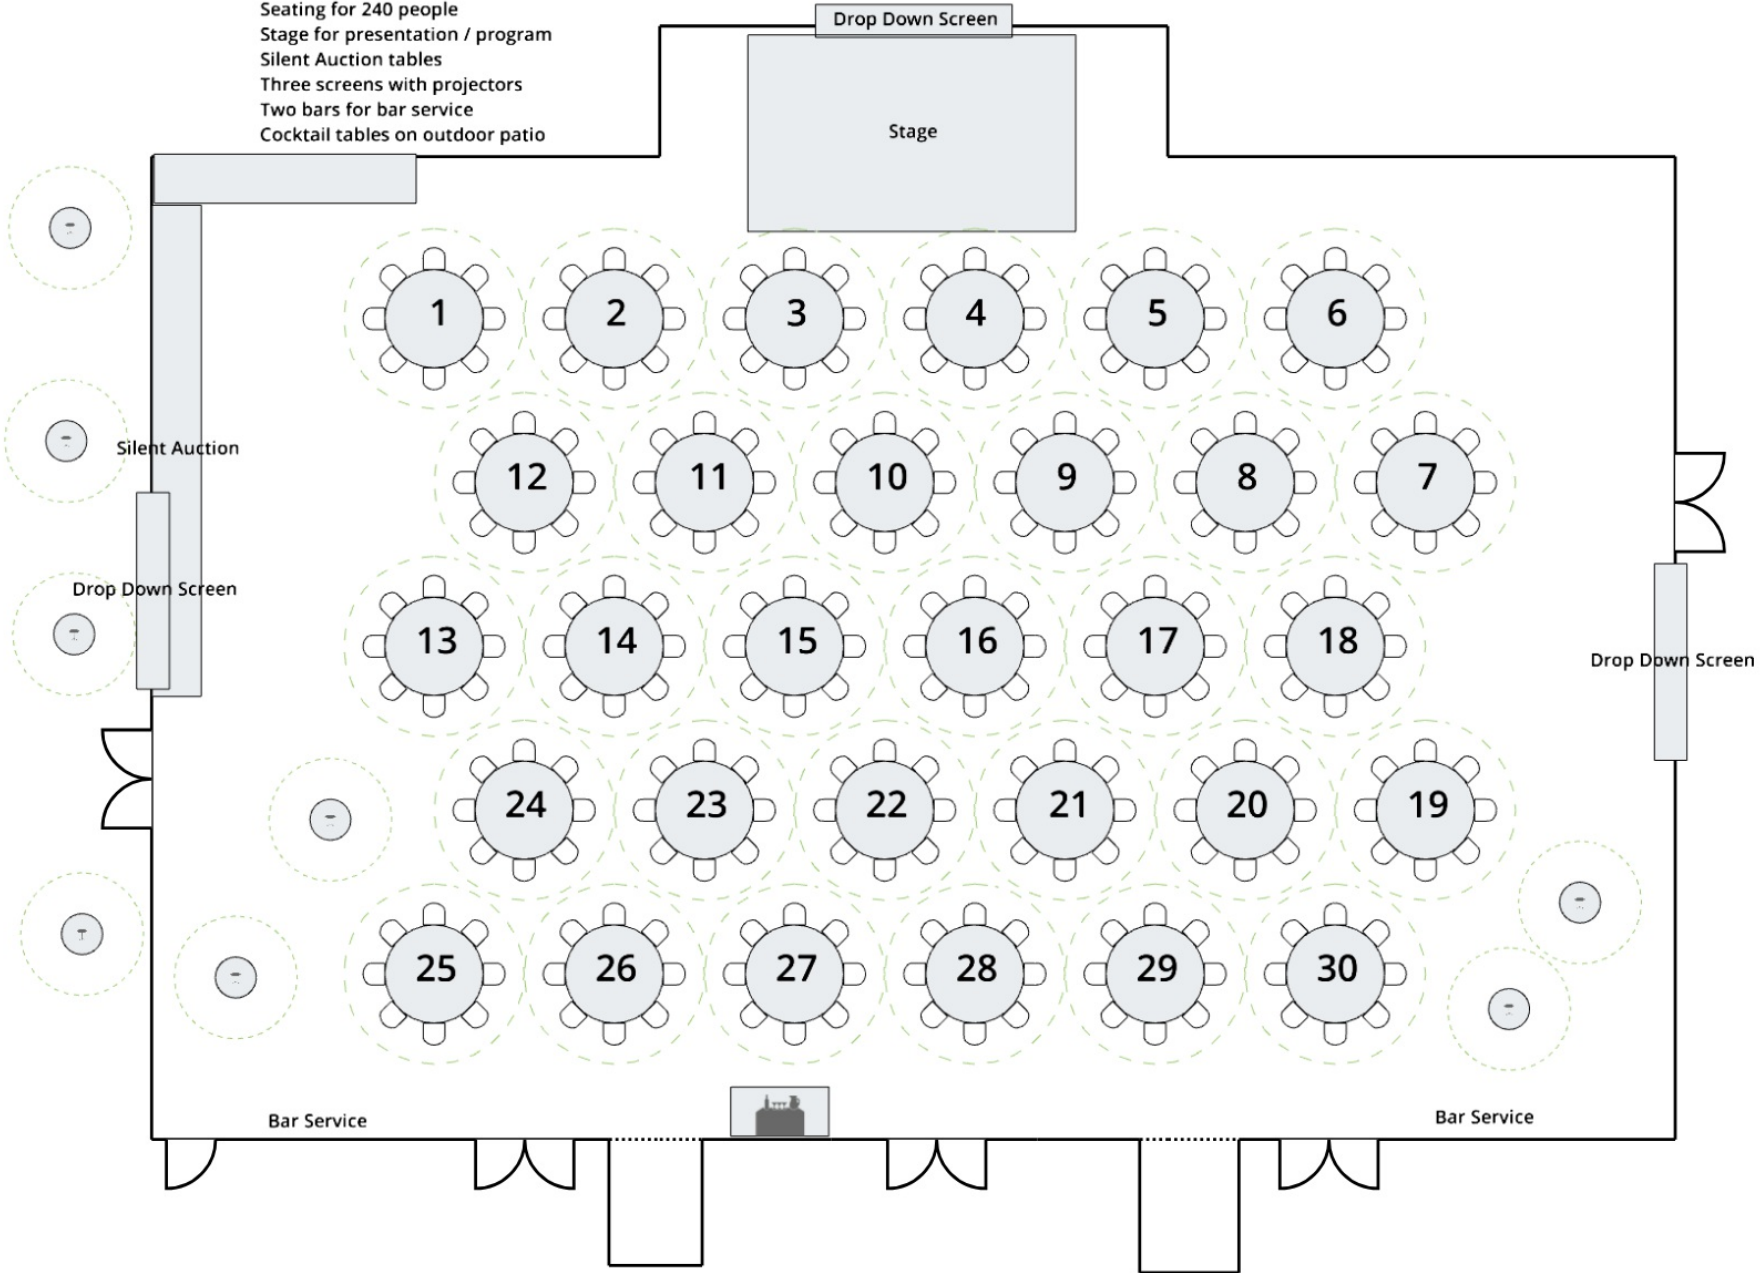 Seating for 240 people
Stage for presentation / program
Silent Auction tables
Three screens with projectors
Two bars for bar service
Cocktail tables on outdoor patio
Drop Down Screen
Stage
1 2 3 4 5 6
Silent Auction
12 11 10 9 8 7
Drop Down Screen
13 14 15 16 17 18
Drop Down Screen
24 23 22 21 20 19
25 26 27 28 29 30
Bar Service
Bar Service